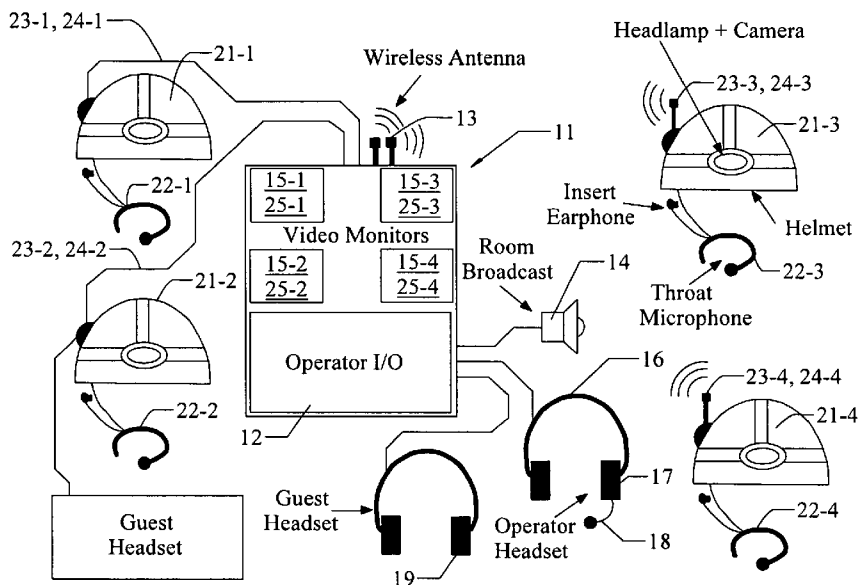 23-1, 24-1
21-1
22-1
23-2, 24-2
21-2
22-2
Guest
Headset
Wireless Antenna
13
11
15-1
25-1
15-3
25-3
Video Monitors
15-2
25-2
15-4
25-4
Operator I/O
12
Room
Broadcast
14
16
17
18
Operator
Headset
Guest
Headset
19
Headlamp + Camera
23-3, 24-3
21-3
Insert
Earphone
Helmet
22-3
Throat
Microphone
23-4, 24-4
21-4
22-4